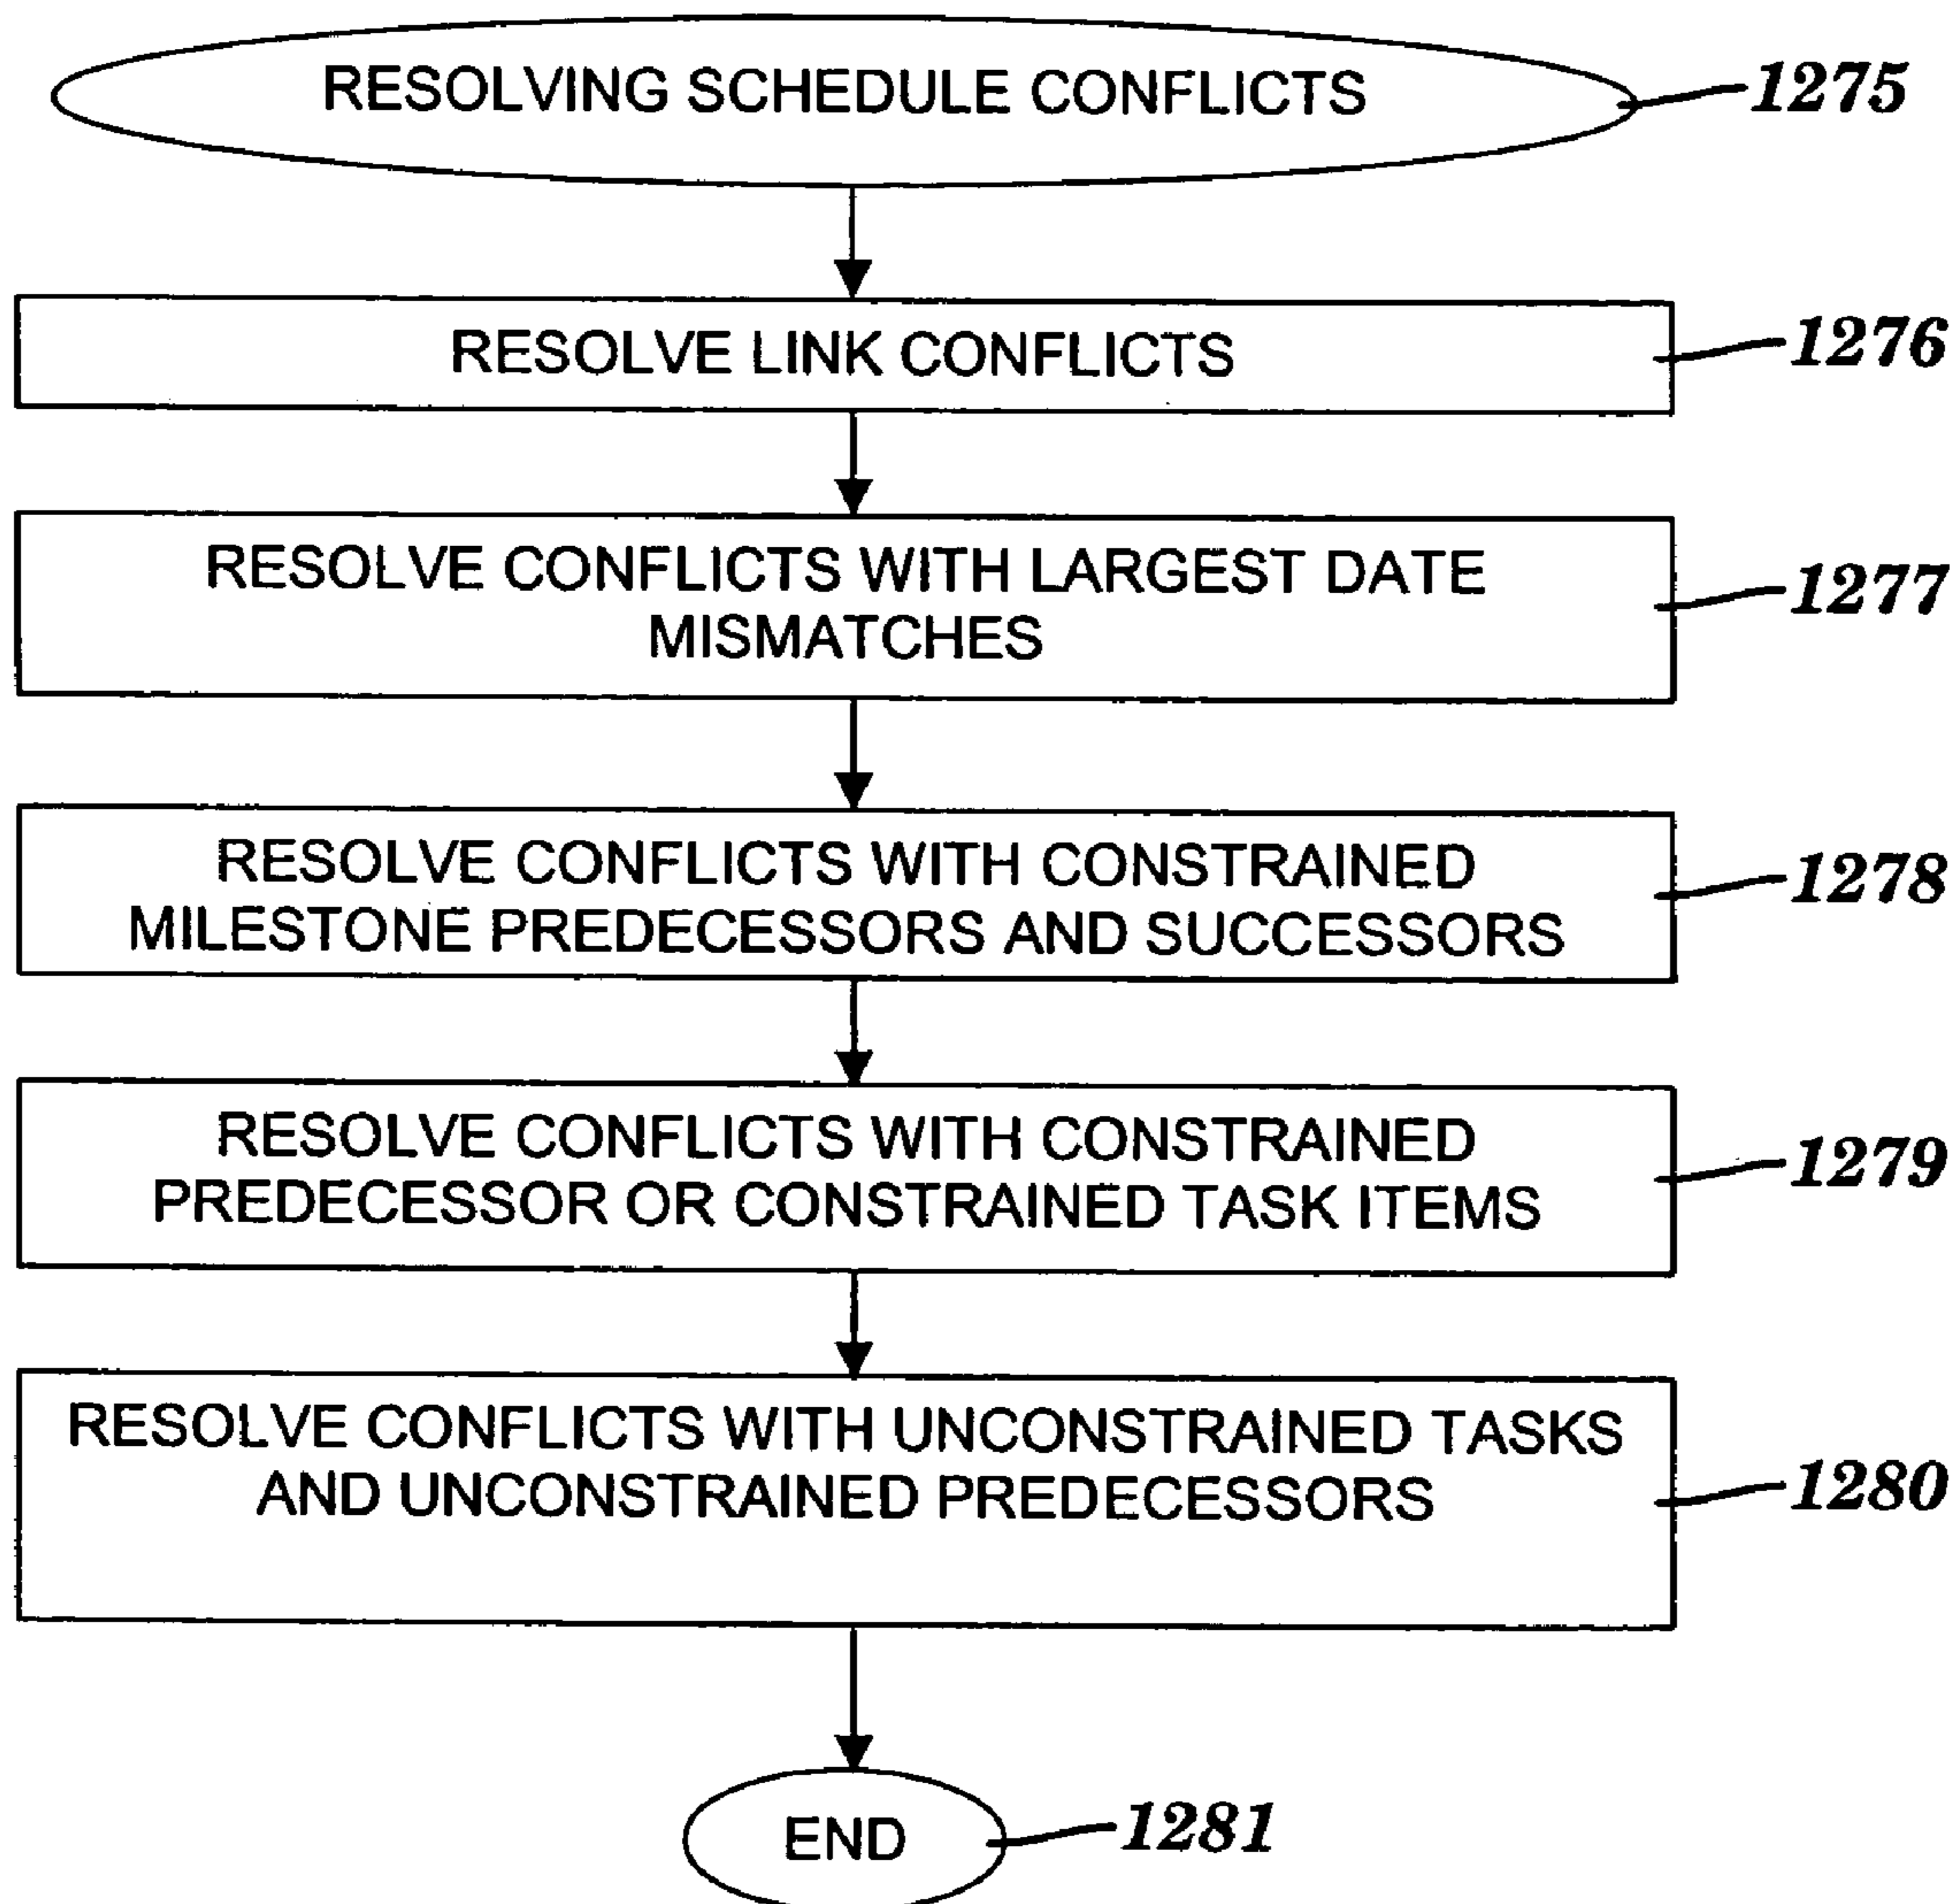 RESOLVING SCHEDULE CONFLICTS
1275
RESOLVE LINK CONFLICTS
1276
RESOLVE CONFLICTS WITH LARGEST DATE
MISMATCHES
1277
RESOLVE CONFLICTS WITH CONSTRAINED
MILESTONE PREDECESSORS AND SUCCESSORS
1278
RESOLVE CONFLICTS WITH CONSTRAINED
PREDECESSOR OR CONSTRAINED TASK ITEMS
1279
RESOLVE CONFLICTS WITH UNCONSTRAINED TASKS
AND UNCONSTRAINED PREDECESSORS
1280
END
1281